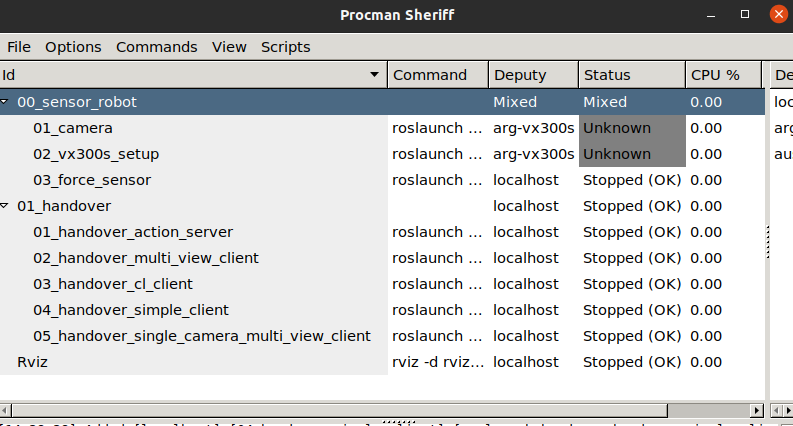 Procman Sheriff
File Options Commands View Scripts
Id Command Deputy Status CPU % De
00_sensor_robot Mixed Mixed 0.00 loc
01_camera roslaunch ... arg-vx300s Unknown 0.00 arg
02_vx300s_setup roslaunch ... arg-vx300s Unknown 0.00 aus
03_force_sensor roslaunch ... localhost Stopped (OK) 0.00
01_handover localhost Stopped (OK) 0.00
01_handover_action_server roslaunch ... localhost Stopped (OK) 0.00
02_handover_multi_view_client roslaunch ... localhost Stopped (OK) 0.00
03_handover_cl_client roslaunch ... localhost Stopped (OK) 0.00
04_handover_simple_client roslaunch ... localhost Stopped (OK) 0.00
05_handover_single_camera_multi_view_client roslaunch ... localhost Stopped (OK) 0.00
Rviz rviz -d rviz... localhost Stopped (OK) 0.00